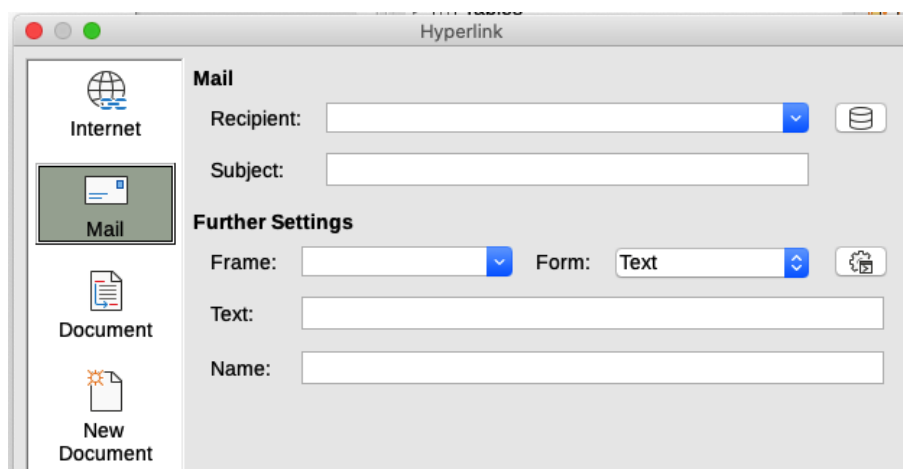 Hyperlink
Internet
Mail
Document
New
Document
Mail
Recipient:
Subject:
Further Settings
Frame:
Form: Text
Text:
Name: